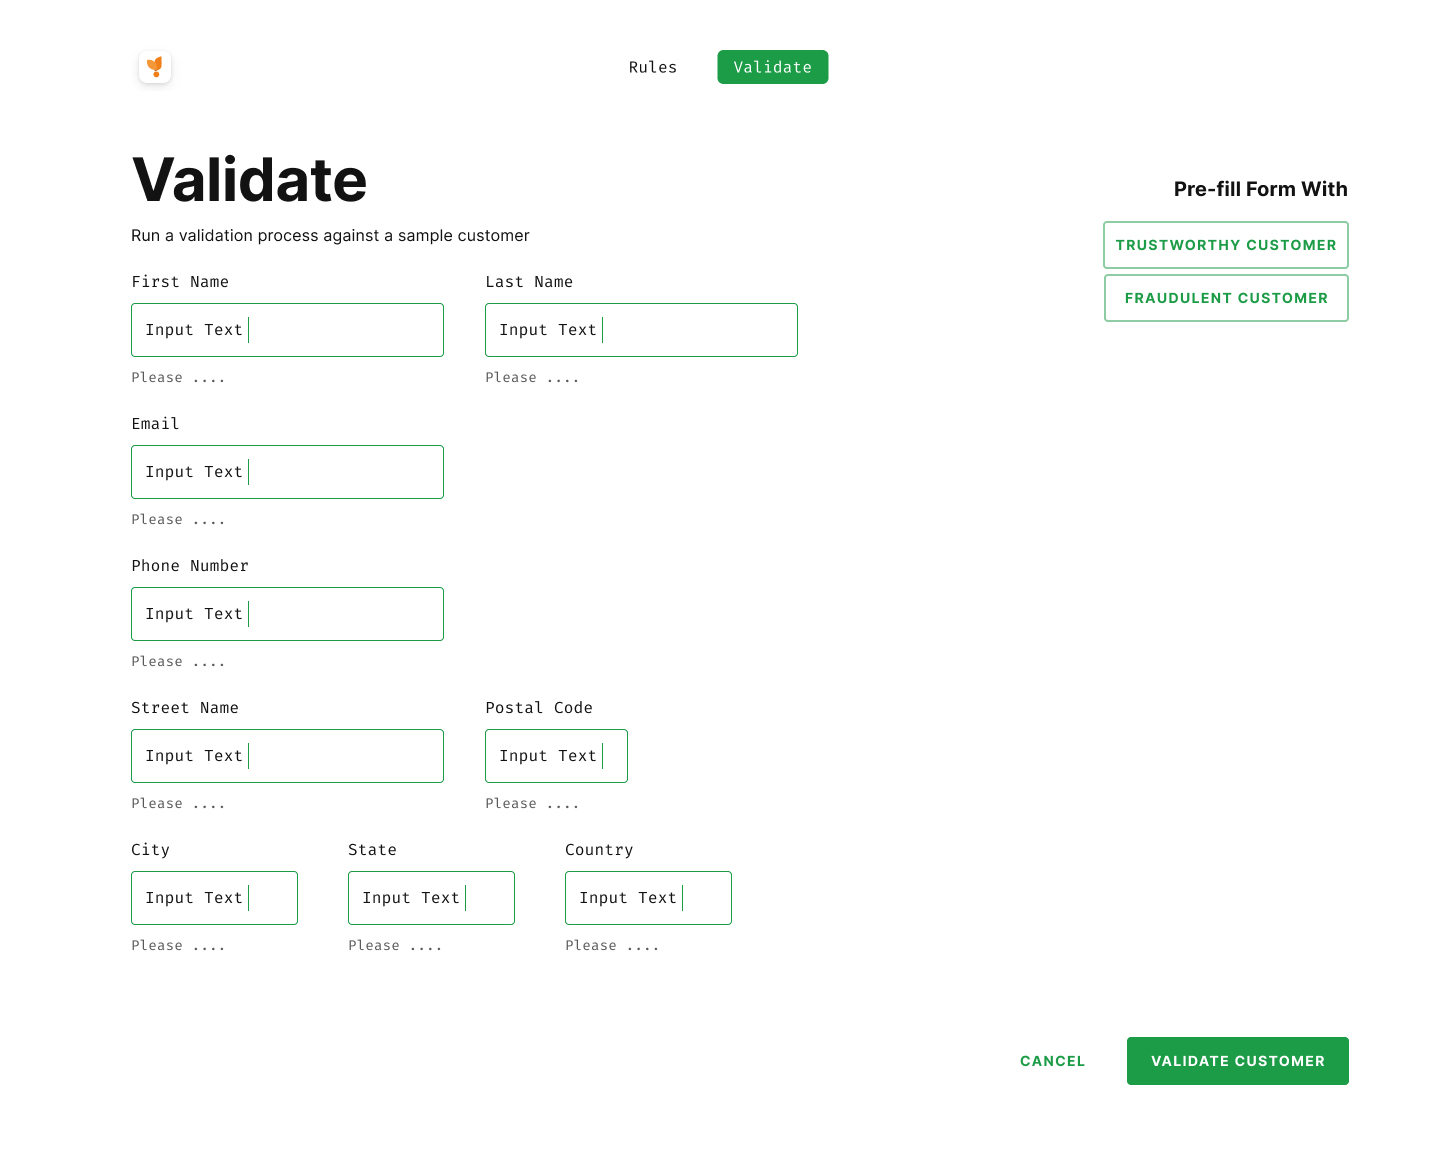 Rules Validate
Validate
Run a validation process against a sample customer
Pre-fill Form With
TRUSTWORTHY CUSTOMER
FRAUDULENT CUSTOMER
First Name Last Name
Input Text Input Text
Please .... Please ....
Email
Input Text
Please ....
Phone Number
Input Text
Please ....
Street Name Postal Code
Input Text Input Text
Please .... Please ....
City State Country
Input Text Input Text Input Text
Please .... Please .... Please ....
CANCEL VALIDATE CUSTOMER